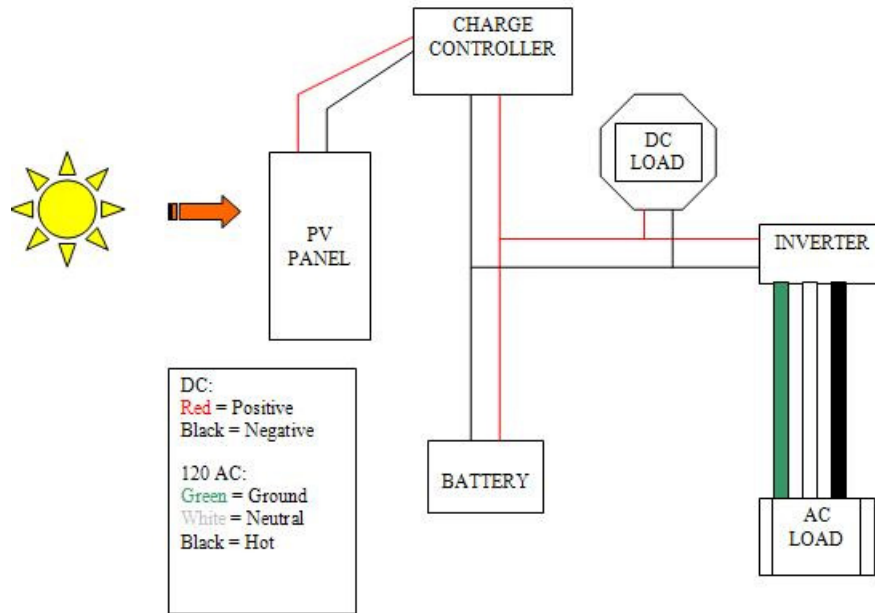 CHARGE
CONTROLLER
DC
LOAD
PV
PANEL
INVERTER
DC:
Red = Positive
Black = Negative
120 AC:
Green = Ground
White = Neutral
Black = Hot
BATTERY
AC
LOAD